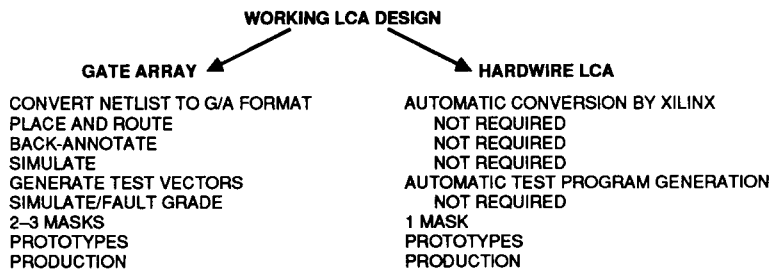 WORKING LCA DESIGN
GATE ARRAY
CONVERT NETLIST TO G/A FORMAT
PLACE AND ROUTE
BACK-ANNOTATE
SIMULATE
GENERATE TEST VECTORS
SIMULATE/FAULT GRADE
2–3 MASKS
PROTOTYPES
PRODUCTION
HARDWIRE LCA
AUTOMATIC CONVERSION BY XILINX
NOT REQUIRED
NOT REQUIRED
NOT REQUIRED
AUTOMATIC TEST PROGRAM GENERATION
NOT REQUIRED
1 MASK
PROTOTYPES
PRODUCTION